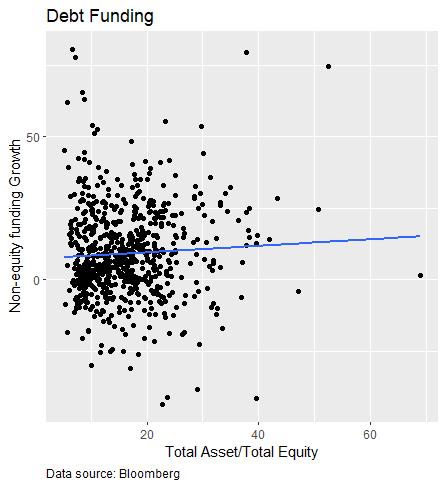 Debt Funding
Non-equity funding Growth
50
0
20
40
60
Total Asset/Total Equity
Data source: Bloomberg